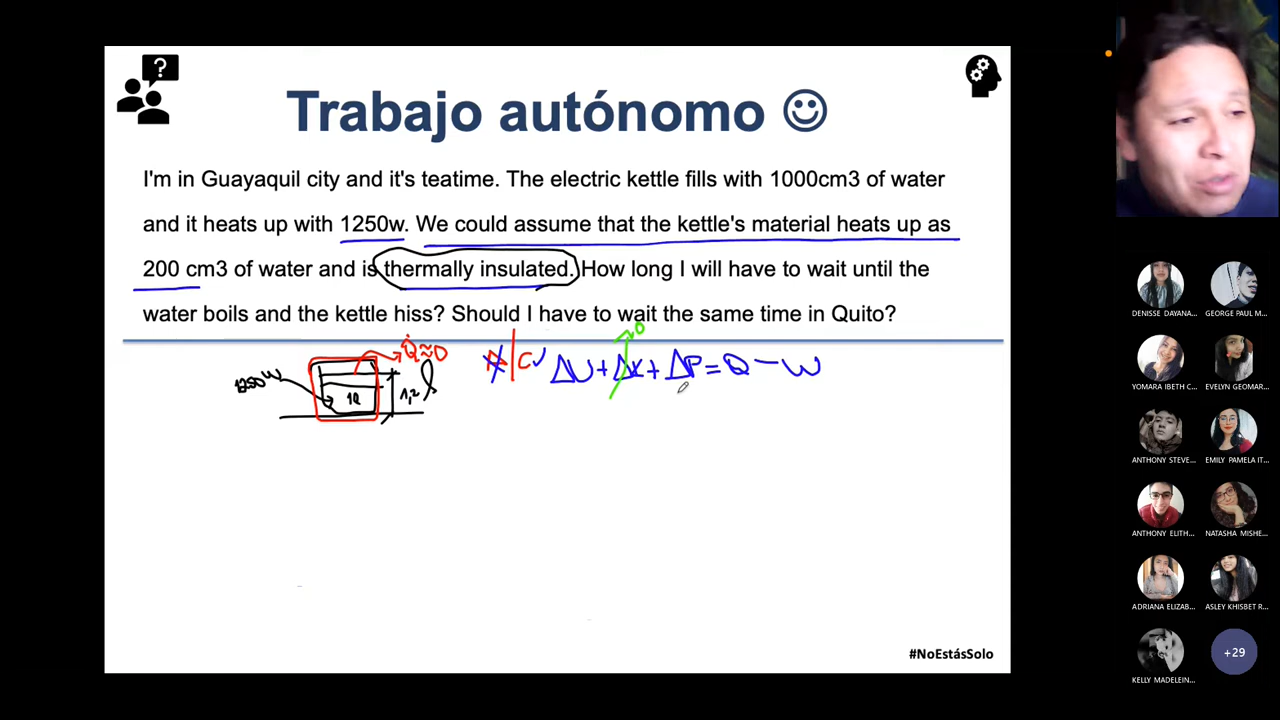 ?
Trabajo autónomo ☺
I'm in Guayaquil city and it's teatime. The electric kettle fills with 1000cm3 of water
and it heats up with 1250w. We could assume that the kettle's material heats up as
200 cm3 of water and is thermally insulated. How long I will have to wait until the
water boils and the kettle hiss? Should I have to wait the same time in Quito?
1250W
Q̇≈0
1,2 l
C✓ ΔU+ΔK+ΔP=Q-W
0
#NoEstásSolo
DENISSE DAYANA...
GEORGE PAUL M...
YOMARA IBETH C...
EVELYN GEOMAR...
ANTHONY STEVE...
EMILY PAMELA IT...
ANTHONY ELITH...
NATASHA MISHE...
ADRIANA ELIZAB...
ASLEY KHISBET R...
KELLY MADELEIN...
+29